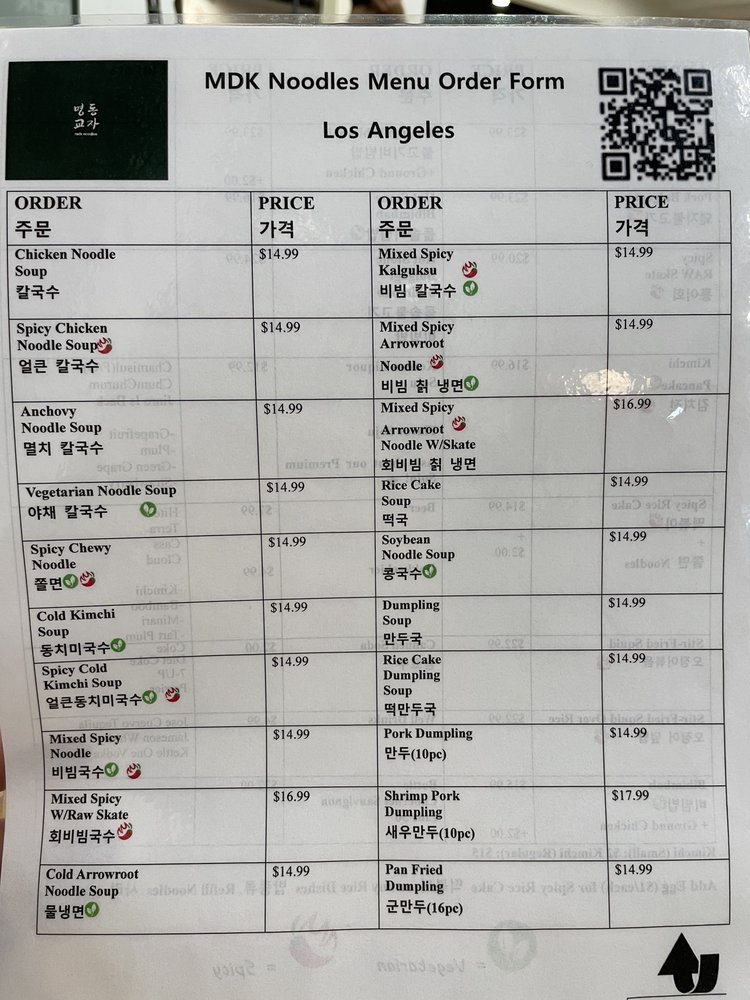 명동
교자
mdk noodles
MDK Noodles Menu Order Form
Los Angeles
ORDER
주문
PRICE
가격
ORDER
주문
PRICE
가격
Chicken Noodle
Soup
칼국수
$14.99
Mixed Spicy
Kalguksu
비빔 칼국수
$14.99
Spicy Chicken
Noodle Soup
얼큰 칼국수
$14.99
Mixed Spicy
Arrowroot
Noodle
비빔 칡 냉면
$14.99
Anchovy
Noodle Soup
멸치 칼국수
$14.99
Mixed Spicy
Arrowroot
Noodle W/Skate
회비빔 칡 냉면
$16.99
Vegetarian Noodle Soup
야채 칼국수
$14.99
Rice Cake
Soup
떡국
$14.99
Spicy Chewy
Noodle
쫄면
$14.99
Soybean
Noodle Soup
콩국수
$14.99
Cold Kimchi
Soup
동치미국수
$14.99
Dumpling
Soup
만두국
$14.99
Spicy Cold
Kimchi Soup
얼큰동치미국수
$14.99
Rice Cake
Dumpling
Soup
떡만두국
$14.99
Mixed Spicy
Noodle
비빔국수
$14.99
Pork Dumpling
만두(10pc)
$14.99
Mixed Spicy
W/Raw Skate
회비빔국수
$16.99
Shrimp Pork
Dumpling
새우만두(10pc)
$17.99
Cold Arrowroot
Noodle Soup
물냉면
$14.99
Pan Fried
Dumpling
군만두(16pc)
$14.99